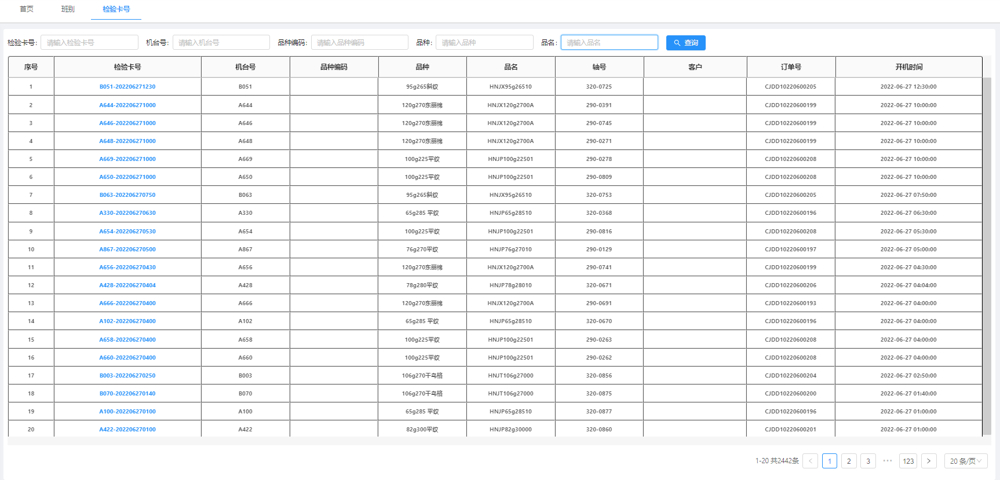 首页 班别 检验卡号
检验卡号: 请输入检验卡号 机台号: 请输入机台号 品种编码: 请输入品种编码 品种: 请输入品种 品名: 请输入品名 查询
序号 检验卡号 机台号 品种编码 品种 品名 轴号 客户 订单号 开机时间
1 B051-202206271230 B051 95g265斜纹 HNJX95g26510 320-0725 CJDD10220600205 2022-06-27 12:30:00
2 A644-202206271000 A644 120g270东丽棉 HNJX120g2700A 290-0391 CJDD10220600199 2022-06-27 10:00:00
3 A646-202206271000 A646 120g270东丽棉 HNJX120g2700A 290-0745 CJDD10220600199 2022-06-27 10:00:00
4 A648-202206271000 A648 120g270东丽棉 HNJX120g2700A 290-0271 CJDD10220600199 2022-06-27 10:00:00
5 A669-202206271000 A669 100g225平纹 HNJP100g22501 290-0278 CJDD10220600208 2022-06-27 10:00:00
6 A650-202206271000 A650 100g225平纹 HNJP100g22501 290-0809 CJDD10220600208 2022-06-27 10:00:00
7 B063-202206270750 B063 95g265斜纹 HNJX95g26510 320-0753 CJDD10220600205 2022-06-27 07:50:00
8 A330-202206270630 A330 65g285 平纹 HNJP65g28510 320-0368 CJDD10220600196 2022-06-27 06:30:00
9 A654-202206270530 A654 100g225平纹 HNJP100g22501 290-0816 CJDD10220600208 2022-06-27 05:30:00
10 A867-202206270500 A867 76g270平纹 HNJP76g27010 290-0129 CJDD10220600197 2022-06-27 05:00:00
11 A656-202206270430 A656 120g270东丽棉 HNJX120g2700A 290-0741 CJDD10220600199 2022-06-27 04:30:00
12 A428-202206270404 A428 78g280平纹 HNJP78g28010 320-0671 CJDD10220600206 2022-06-27 04:04:00
13 A666-202206270400 A666 120g270东丽棉 HNJX120g2700A 290-0691 CJDD10220600193 2022-06-27 04:00:00
14 A102-202206270400 A102 65g285 平纹 HNJP65g28510 320-0670 CJDD10220600196 2022-06-27 04:00:00
15 A658-202206270400 A658 100g225平纹 HNJP100g22501 290-0263 CJDD10220600208 2022-06-27 04:00:00
16 A660-202206270400 A660 100g225平纹 HNJP100g22501 290-0262 CJDD10220600208 2022-06-27 04:00:00
17 B003-202206270250 B003 106g270千鸟格 HNJT106g27000 320-0856 CJDD10220600204 2022-06-27 02:50:00
18 B070-202206270140 B070 106g270千鸟格 HNJT106g27000 320-0875 CJDD10220600200 2022-06-27 01:40:00
19 A100-202206270100 A100 65g285 平纹 HNJP65g28510 320-0877 CJDD10220600196 2022-06-27 01:00:00
20 A422-202206270100 A422 82g300平纹 HNJP82g30000 320-0860 CJDD10220600201 2022-06-27 01:00:00
1-20 共2442条 < 1 2 3 ••• 123 > 20 条/页